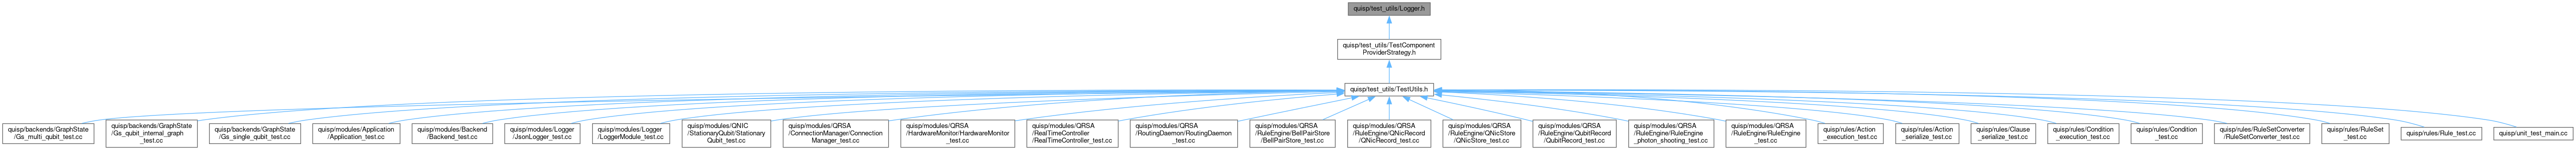 quisp/test_utils/Logger.h
quisp/test_utils/TestComponent
ProviderStrategy.h
quisp/test_utils/TestUtils.h
quisp/backends/GraphState
/Gs_multi_qubit_test.cc
quisp/backends/GraphState
/Gs_qubit_internal_graph
_test.cc
quisp/backends/GraphState
/Gs_single_qubit_test.cc
quisp/modules/Application
/Application_test.cc
quisp/modules/Backend
/Backend_test.cc
quisp/modules/Logger
/JsonLogger_test.cc
quisp/modules/Logger
/LoggerModule_test.cc
quisp/modules/QNIC
/StationaryQubit/Stationary
Qubit_test.cc
quisp/modules/QRSA
/ConnectionManager/Connection
Manager_test.cc
quisp/modules/QRSA
/HardwareMonitor/HardwareMonitor
_test.cc
quisp/modules/QRSA
/RealTimeController
/RealTimeController_test.cc
quisp/modules/QRSA
/RoutingDaemon/RoutingDaemon
_test.cc
quisp/modules/QRSA
/RuleEngine/BellPairStore
/BellPairStore_test.cc
quisp/modules/QRSA
/RuleEngine/QNicRecord
/QNicRecord_test.cc
quisp/modules/QRSA
/RuleEngine/QNicStore
/QNicStore_test.cc
quisp/modules/QRSA
/RuleEngine/QubitRecord
/QubitRecord_test.cc
quisp/modules/QRSA
/RuleEngine/RuleEngine
_photon_shooting_test.cc
quisp/modules/QRSA
/RuleEngine/RuleEngine
_test.cc
quisp/rules/Action
_execution_test.cc
quisp/rules/Action
_serialize_test.cc
quisp/rules/Clause
_serialize_test.cc
quisp/rules/Condition
_execution_test.cc
quisp/rules/Condition
_test.cc
quisp/rules/RuleSetConverter
/RuleSetConverter_test.cc
quisp/rules/RuleSet
_test.cc
quisp/rules/Rule_test.cc
quisp/unit_test_main.cc